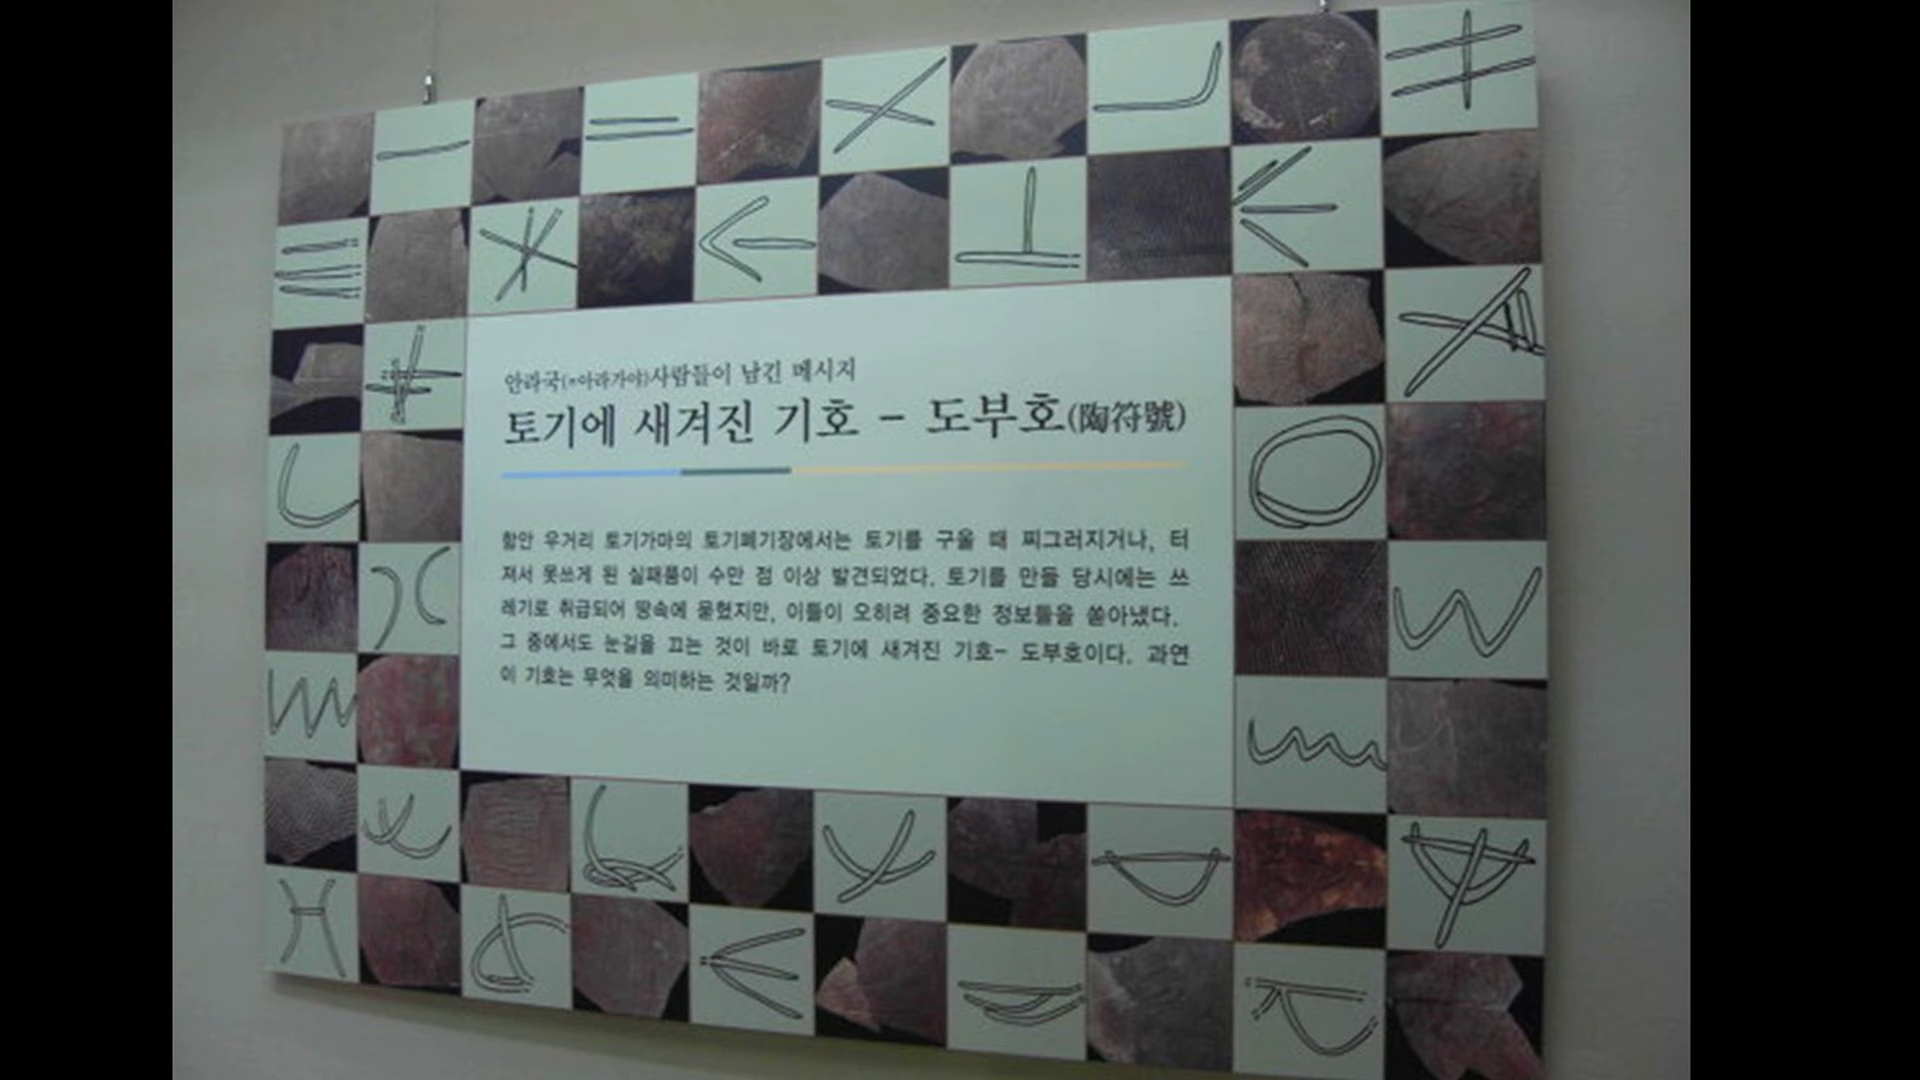 안라국(=아라가야)사람들이 남긴 메시지
토기에 새겨진 기호 - 도부호(陶符號)
함안 우거리 토기가마의 토기폐기장에서는 토기를 구울 때 찌그러지거나, 터
져서 못쓰게 된 실패품이 수만 점 이상 발견되었다. 토기를 만들 당시에는 쓰
레기로 취급되어 땅속에 묻혔지만, 이들이 오히려 중요한 정보들을 쏟아냈다.
그 중에서도 눈길을 끄는 것이 바로 토기에 새겨진 기호- 도부호이다. 과연
이 기호는 무엇을 의미하는 것일까?